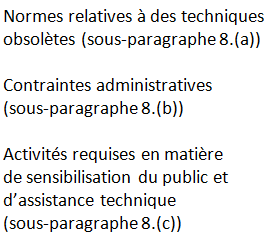 Normes relatives à des techniques
obsolètes (sous-paragraphe 8.(a))
Contraintes administratives
(sous-paragraphe 8.(b))
Activités requises en matière
de sensibilisation du public et
d’assistance technique
(sous-paragraphe 8.(c))